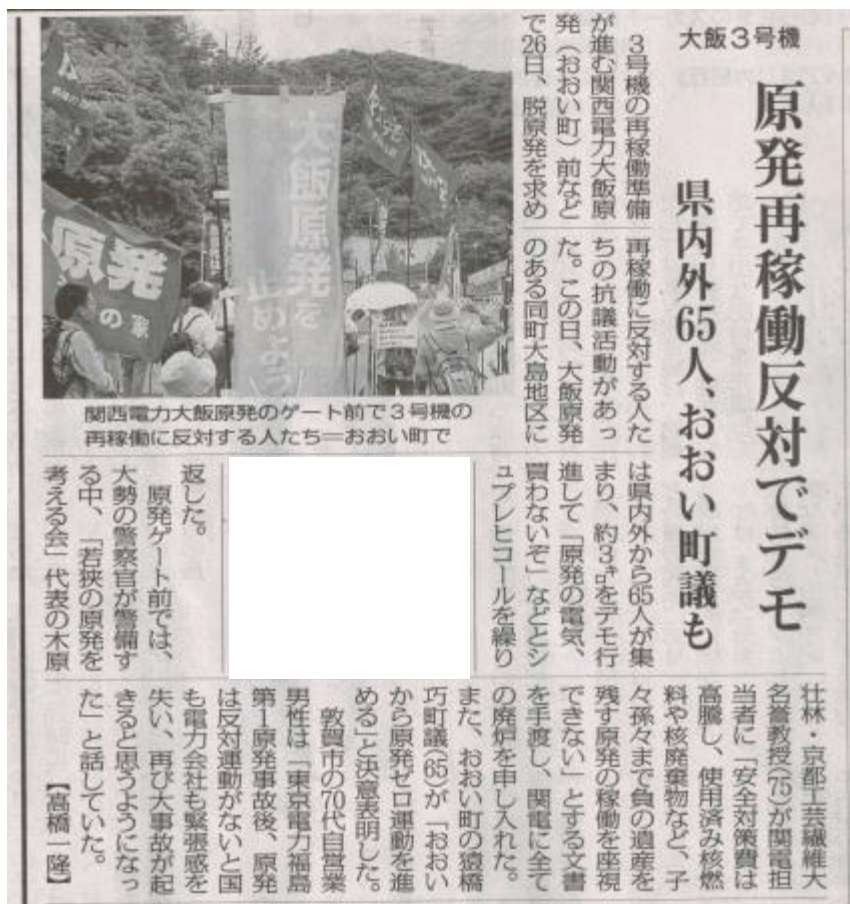 大飯3号機
原発再稼働反対でデモ
県内外65人、おおい町議も
3号機の再稼働準備
が進む関西電力大飯原
発（おおい町）前など
で26日、脱原発を求め
再稼働に反対する人た
ちの抗議活動があっ
た。この日、大飯原発
のある同町大島地区に
は県内外から65人が集
まり、約3㌔をデモ行
進して「原発の電気、
買わないぞ」などとシ
ュプレヒコールを繰り
返した。
原発ゲート前では、
大勢の警察官が警備す
る中、「若狭の原発を
考える会」代表の木原
壮林・京都工芸繊維大
名誉教授(75)が関電担
当者に「安全対策費は
高騰し、使用済み核燃
料や核廃棄物など、子
々孫々まで負の遺産を
残す原発の稼働を座視
できない」とする文書
を手渡し、関電に全て
の廃炉を申し入れた。
また、おおい町の猿橋
巧町議(65)が「おおい
から原発ゼロ運動を進
める」と決意表明した。
敦賀市の70代自営業
男性は「東京電力福島
第1原発事故後、原発
は反対運動がないと国
も電力会社も緊張感を
失い、再び大事故が起
きると思うようになっ
た」と話していた。
【高橋一隆】
大飯原発を
止めよう
原発
の家
関西電力大飯原発のゲート前で3号機の
再稼働に反対する人たち＝おおい町で